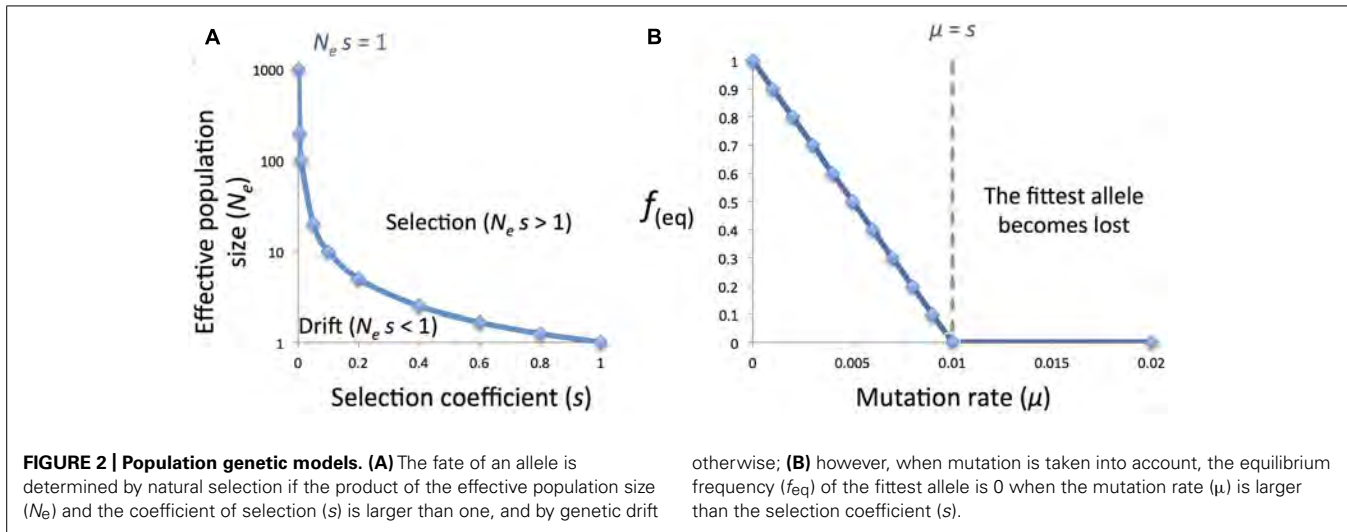 A
N_e s = 1
Effective population
size (N_e)
1000
100
10
1
Selection (N_e s > 1)
Drift (N_e s < 1)
0
0.2
0.4
0.6
0.8
1
Selection coefficient (s)
B
μ = s
f(eq)
1
0.9
0.8
0.7
0.6
0.5
0.4
0.3
0.2
0.1
0
The fittest allele
becomes lost
0
0.005
0.01
0.015
0.02
Mutation rate (μ)
FIGURE 2 | Population genetic models. (A) The fate of an allele is
determined by natural selection if the product of the effective population size
(Ne) and the coefficient of selection (s) is larger than one, and by genetic drift
otherwise; (B) however, when mutation is taken into account, the equilibrium
frequency (feq) of the fittest allele is 0 when the mutation rate (μ) is larger
than the selection coefficient (s).